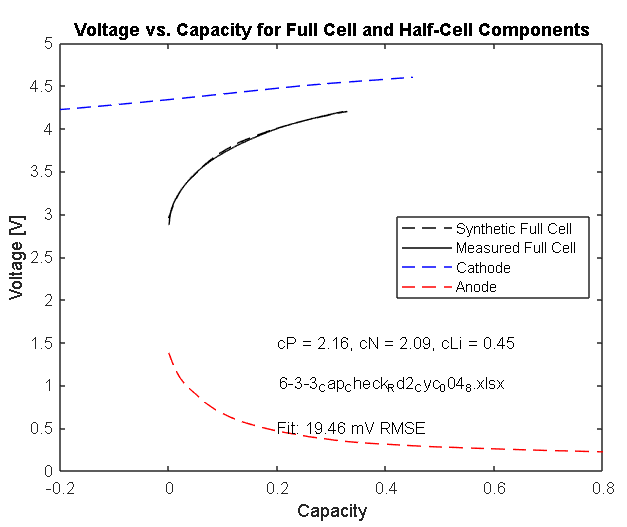 Voltage vs. Capacity for Full Cell and Half-Cell Components
5
4.5
4
3.5
3
2.5
2
1.5
1
0.5
0
Voltage [V]
Synthetic Full Cell
Measured Full Cell
Cathode
Anode
cP = 2.16, cN = 2.09, cLi = 0.45
6-3-3CapCheckRd2Cyc0048.xlsx
Fit: 19.46 mV RMSE
-0.2 0 0.2 0.4 0.6 0.8
Capacity